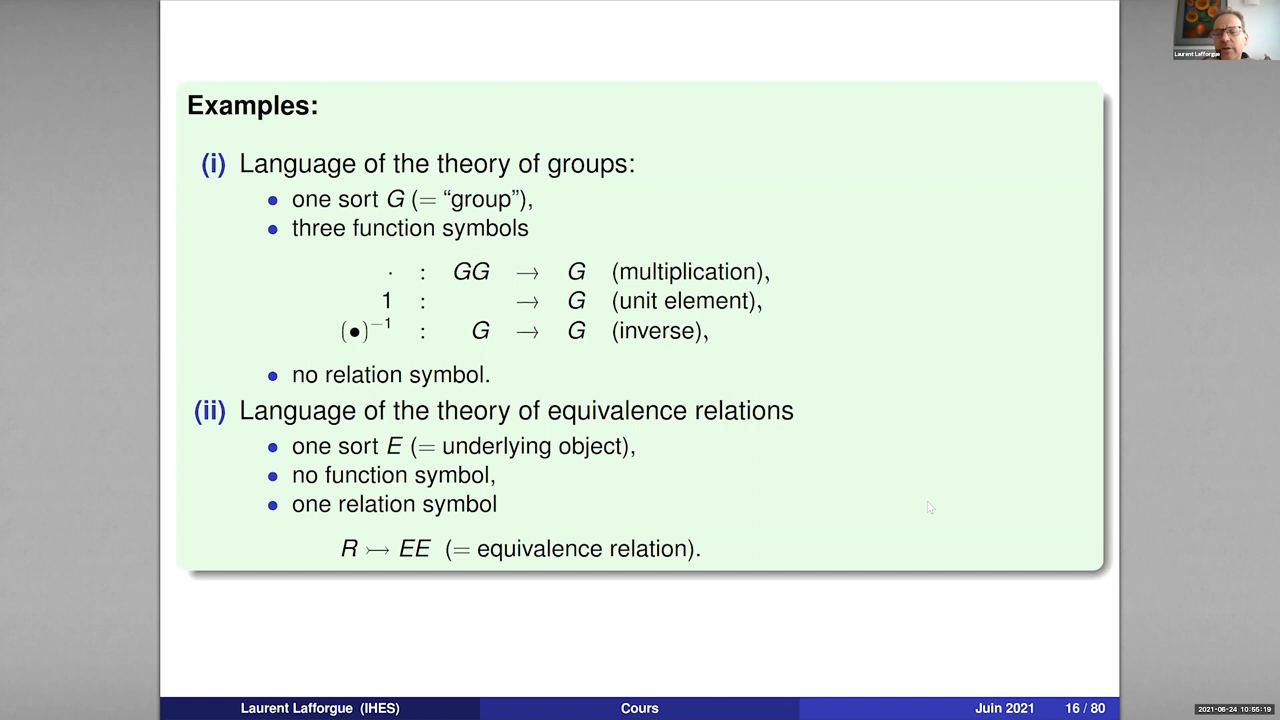 Laurent Lafforgue
Examples:
(i) Language of the theory of groups:
• one sort G (= “group”),
• three function symbols
· : GG → G (multiplication),
1 : → G (unit element),
(•)⁻¹ : G → G (inverse),
• no relation symbol.
(ii) Language of the theory of equivalence relations
• one sort E (= underlying object),
• no function symbol,
• one relation symbol
R ↣ EE (= equivalence relation).
Laurent Lafforgue (IHES) Cours Juin 2021 16 / 80
2021-06-24 10:55:19